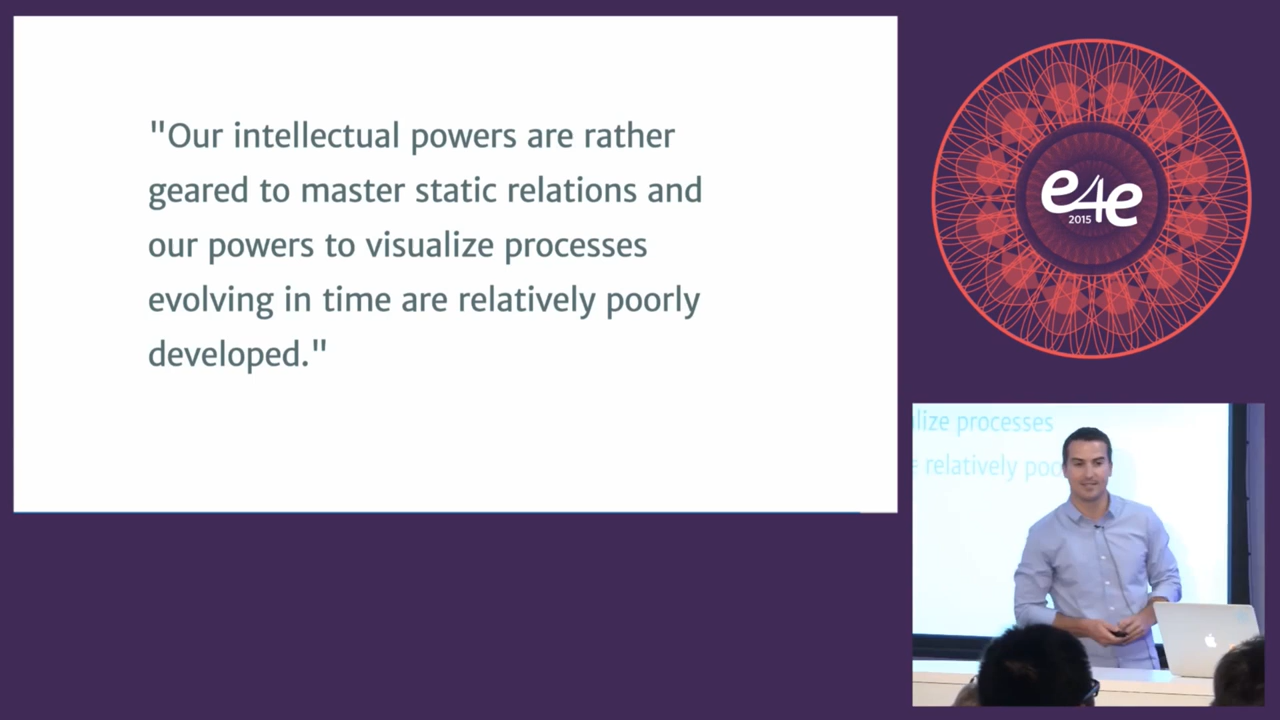 "Our intellectual powers are rather
geared to master static relations and
our powers to visualize processes
evolving in time are relatively poorly
developed."
e4e
2015
lize processes
relatively poo